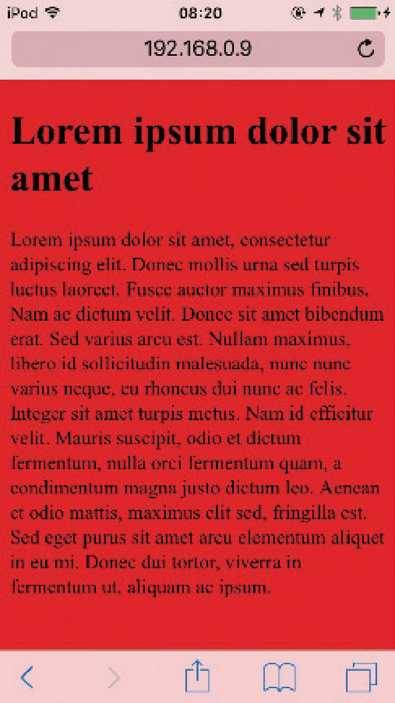 iPod 08:20
192.168.0.9
Lorem ipsum dolor sit
amet
Lorem ipsum dolor sit amet, consectetur
adipiscing elit. Donec mollis urna sed turpis
luctus laoreet. Fusce auctor maximus finibus.
Nam ac dictum velit. Donec sit amet bibendum
erat. Sed varius arcu est. Nullam maximus,
libero id sollicitudin malesuada, nunc nunc
varius neque, eu rhoncus dui nunc ac felis.
Integer sit amet turpis metus. Nam id efficitur
velit. Mauris suscipit, odio et dictum
fermentum, nulla orci fermentum quam, a
condimentum magna justo dictum leo. Aenean
et odio mattis, maximus elit sed, fringilla est.
Sed eget purus sit amet arcu elementum aliquet
in eu mi. Donec dui tortor, viverra in
fermentum ut, aliquam ac ipsum.